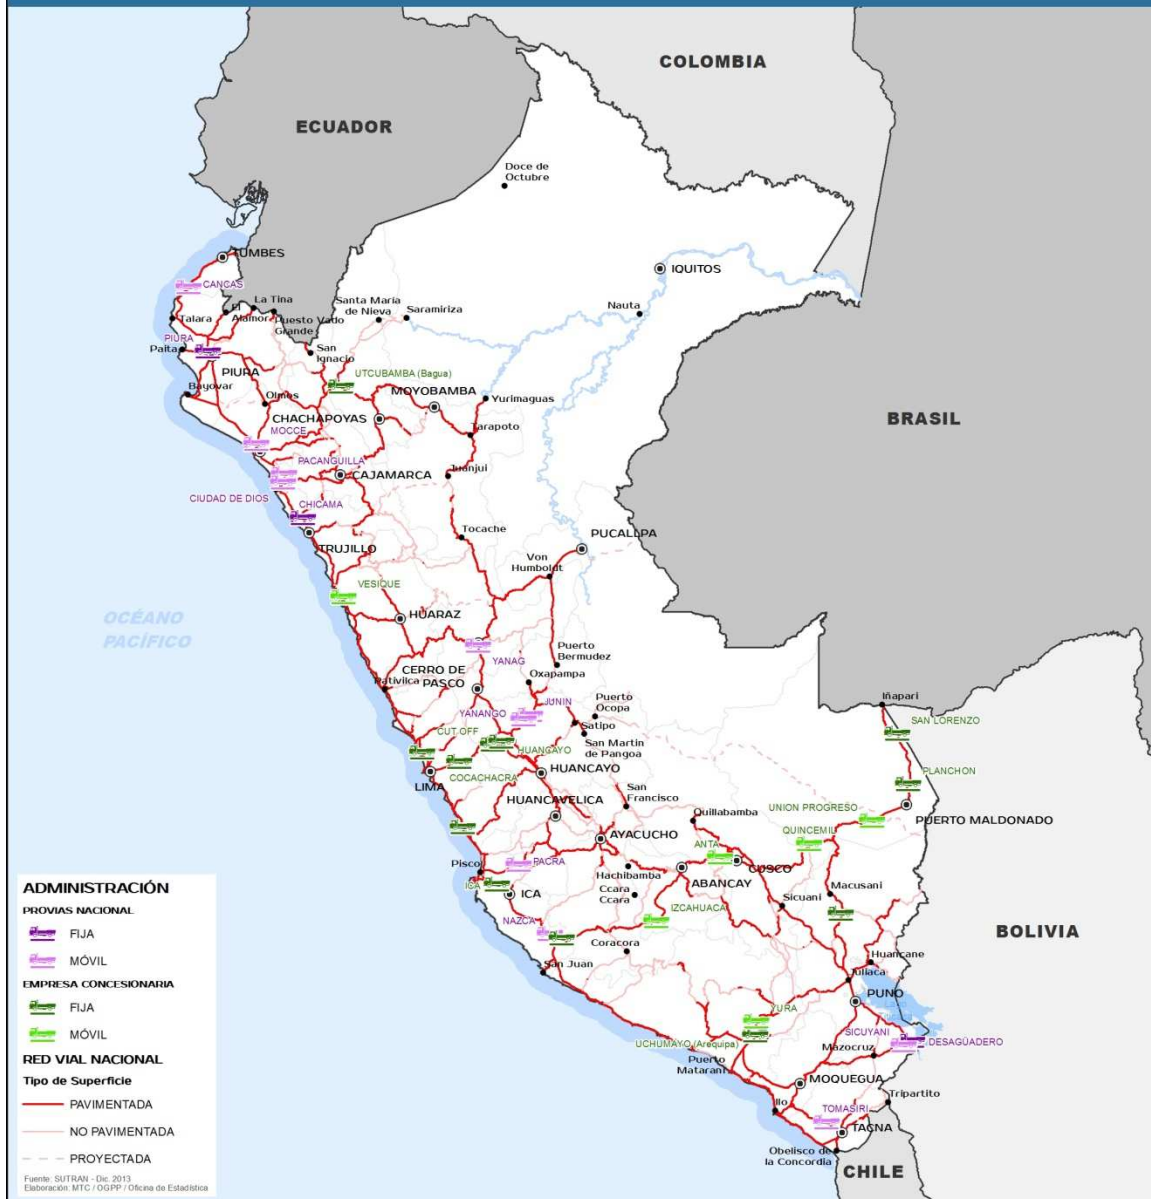 COLOMBIA
ECUADOR
Doce de
Octubre
TUMBES
IQUITOS
CANCAS
La Tina
Santa María
de Nieva
Saramiriza
Nauta
Talara
El
Alamor
Puesto Vado
Grande
PIURA
Paita
San
Ignacio
PIURA
UTCUBAMBA (Bagua)
Bayovar
Olmos
MOYOBAMBA
Yurimaguas
CHACHAPOYAS
BRASIL
MOCCE
Tarapoto
PACANGUILLA
CAJAMARCA
Juanjui
CIUDAD DE DIOS
CHICAMA
TRUJILLO
Tocache
PUCALLPA
Von
Humboldt
VESIQUE
OCÉANO
PACÍFICO
HUARAZ
YANAG
Puerto
Bermudez
CERRO DE
PASCO
Oxapampa
Pativilca
YANANGO
JUNIN
Puerto
Ocopa
Iñapari
Satipo
SAN LORENZO
CUT OFF
HUANCAYO
San Martin
de Pangoa
COCACHACRA
HUANCAYO
PLANCHON
LIMA
HUANCAVELICA
San
Francisco
UNION PROGRESO
Quillabamba
PUERTO MALDONADO
QUINCEMIL
AYACUCHO
ANTA
Pisco
PACRA
CUSCO
Hachibamba
ABANCAY
ICA
ICA
Ccara
Ccara
Macusani
Sicuani
IZCAHUACA
NAZCA
BOLIVIA
Coracora
Huancane
San Juan
Juliaca
PUNO
YURA
SICUYANI
DESAGÜADERO
UCHUMAYO (Arequipa)
Mazocruz
Puerto
Matarani
MOQUEGUA
Ilo
TOMASIRI
Tripartito
TACNA
Obelisco de
la Concordia
CHILE
ADMINISTRACIÓN
PROVIAS NACIONAL
FIJA
MÓVIL
EMPRESA CONCESIONARIA
FIJA
MÓVIL
RED VIAL NACIONAL
Tipo de Superficie
PAVIMENTADA
NO PAVIMENTADA
PROYECTADA
Fuente: SUTRAN - Dic. 2013
Elaboración: MTC / OGPP / Oficina de Estadística